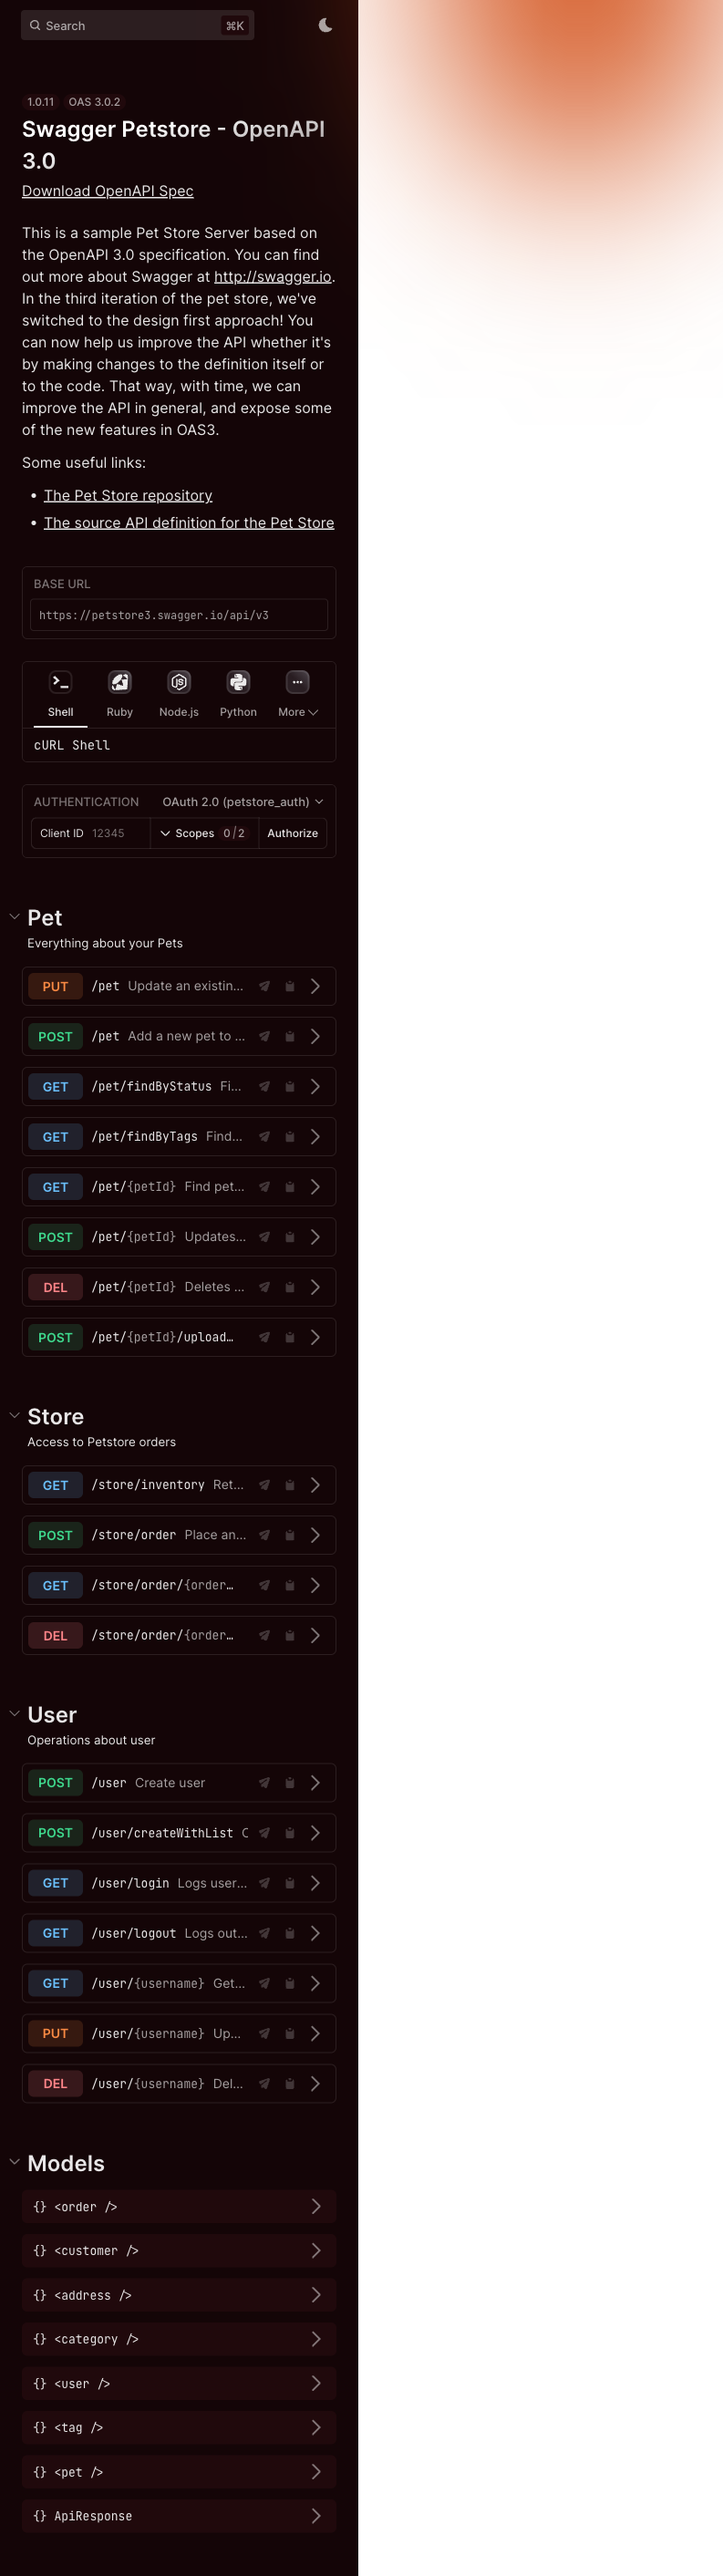 Search ⌘K
1.0.11 OAS 3.0.2
Swagger Petstore - OpenAPI
3.0
Download OpenAPI Spec
This is a sample Pet Store Server based on
the OpenAPI 3.0 specification. You can find
out more about Swagger at http://swagger.io.
In the third iteration of the pet store, we've
switched to the design first approach! You
can now help us improve the API whether it's
by making changes to the definition itself or
to the code. That way, with time, we can
improve the API in general, and expose some
of the new features in OAS3.
Some useful links:
• The Pet Store repository
• The source API definition for the Pet Store
BASE URL
https://petstore3.swagger.io/api/v3
Shell Ruby Node.js Python More
cURL Shell
AUTHENTICATION OAuth 2.0 (petstore_auth)
Client ID 12345 Scopes 0/2 Authorize
Pet
Everything about your Pets
PUT /pet Update an existin…
POST /pet Add a new pet to …
GET /pet/findByStatus Fi…
GET /pet/findByTags Find…
GET /pet/{petId} Find pet…
POST /pet/{petId} Updates…
DEL /pet/{petId} Deletes …
POST /pet/{petId}/upload…
Store
Access to Petstore orders
GET /store/inventory Ret…
POST /store/order Place an…
GET /store/order/{order…
DEL /store/order/{order…
User
Operations about user
POST /user Create user
POST /user/createWithList C
GET /user/login Logs user…
GET /user/logout Logs out…
GET /user/{username} Get…
PUT /user/{username} Up…
DEL /user/{username} Del…
Models
{} <order />
{} <customer />
{} <address />
{} <category />
{} <user />
{} <tag />
{} <pet />
{} ApiResponse